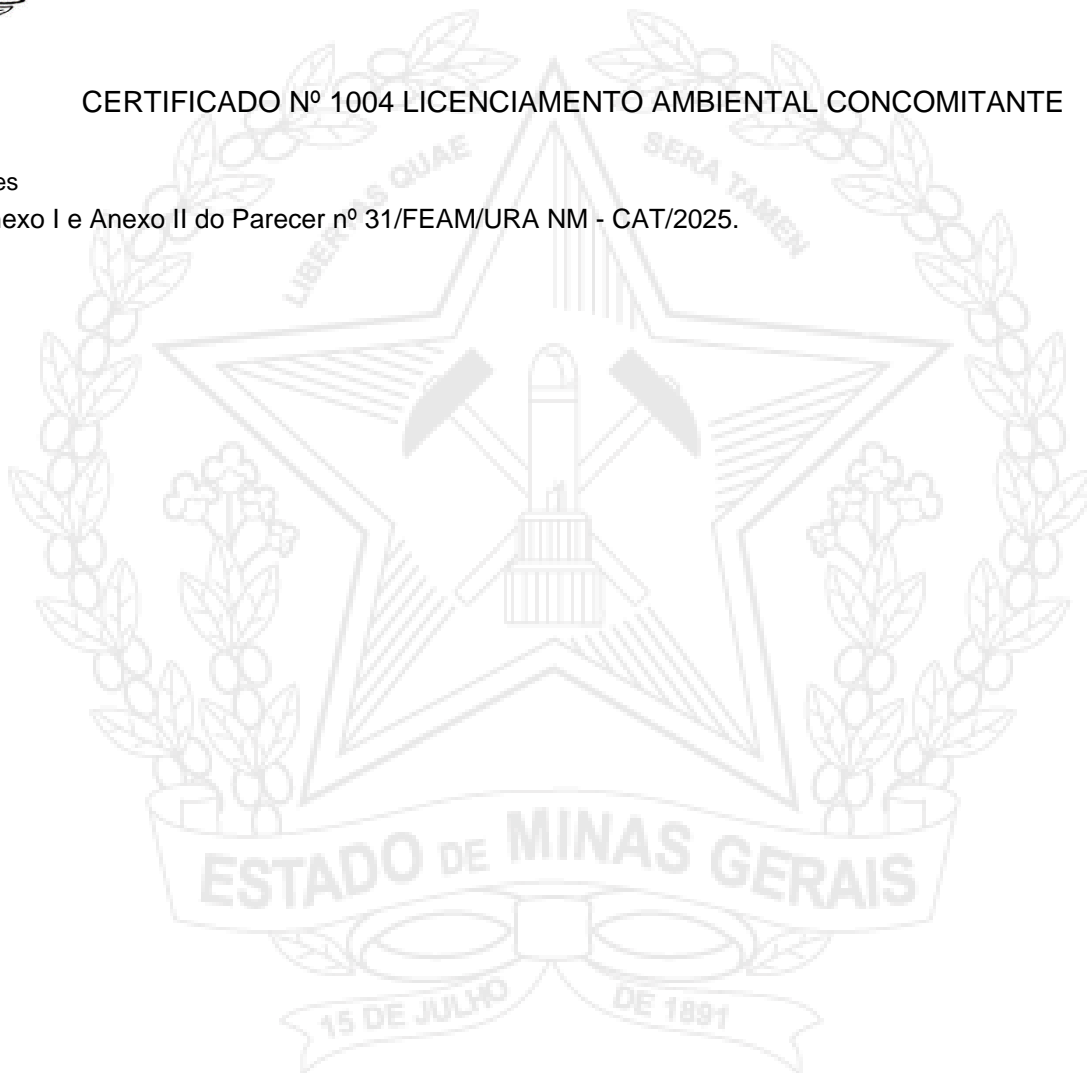 CERTIFICADO Nº 1004 LICENCIAMENTO AMBIENTAL CONCOMITANTE
es
exo I e Anexo II do Parecer nº 31/FEAM/URA NM - CAT/2025.
LIBERTAS QUAE SERA TAMEN
ESTADO DE MINAS GERAIS
15 DE JULHO DE 1891